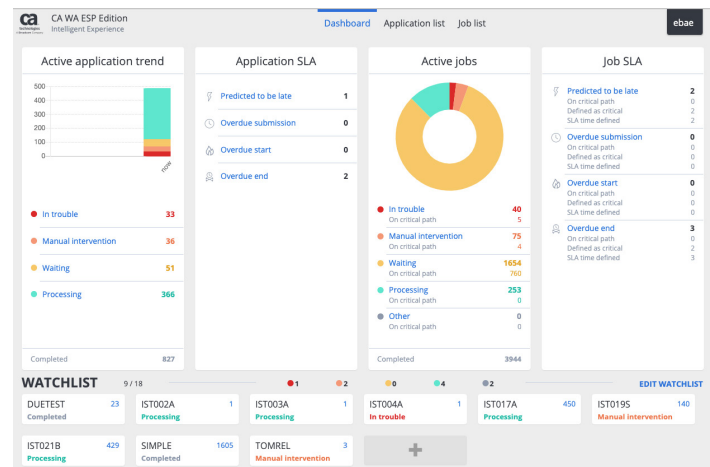 ca
technologies
CA WA ESP Edition
Intelligent Experience
Dashboard Application list Job list
ebae
Active application trend
500
400
300
200
100
0
now
In trouble 33
Manual intervention 36
Waiting 51
Processing 366
Completed 827
Application SLA
Predicted to be late 1
Overdue submission 0
Overdue start 0
Overdue end 2
Active jobs
In trouble 40
On critical path 5
Manual intervention 75
On critical path 4
Waiting 1654
On critical path 760
Processing 253
On critical path 0
Other 0
On critical path 0
Completed 3944
Job SLA
Predicted to be late 2
On critical path 0
Defined as critical 2
SLA time defined 2
Overdue submission 0
On critical path 0
Defined as critical 0
SLA time defined 0
Overdue start 0
On critical path 0
Defined as critical 0
SLA time defined 0
Overdue end 3
On critical path 0
Defined as critical 2
SLA time defined 3
WATCHLIST 9 / 18 1 2 0 4 2 EDIT WATCHLIST
DUETEST 23
Completed
IST002A 1
Processing
IST003A 1
Processing
IST004A 1
In trouble
IST017A 450
Processing
IST019S 140
Manual intervention
IST021B 429
Processing
SIMPLE 1605
Completed
TOMREL 3
Manual intervention
+